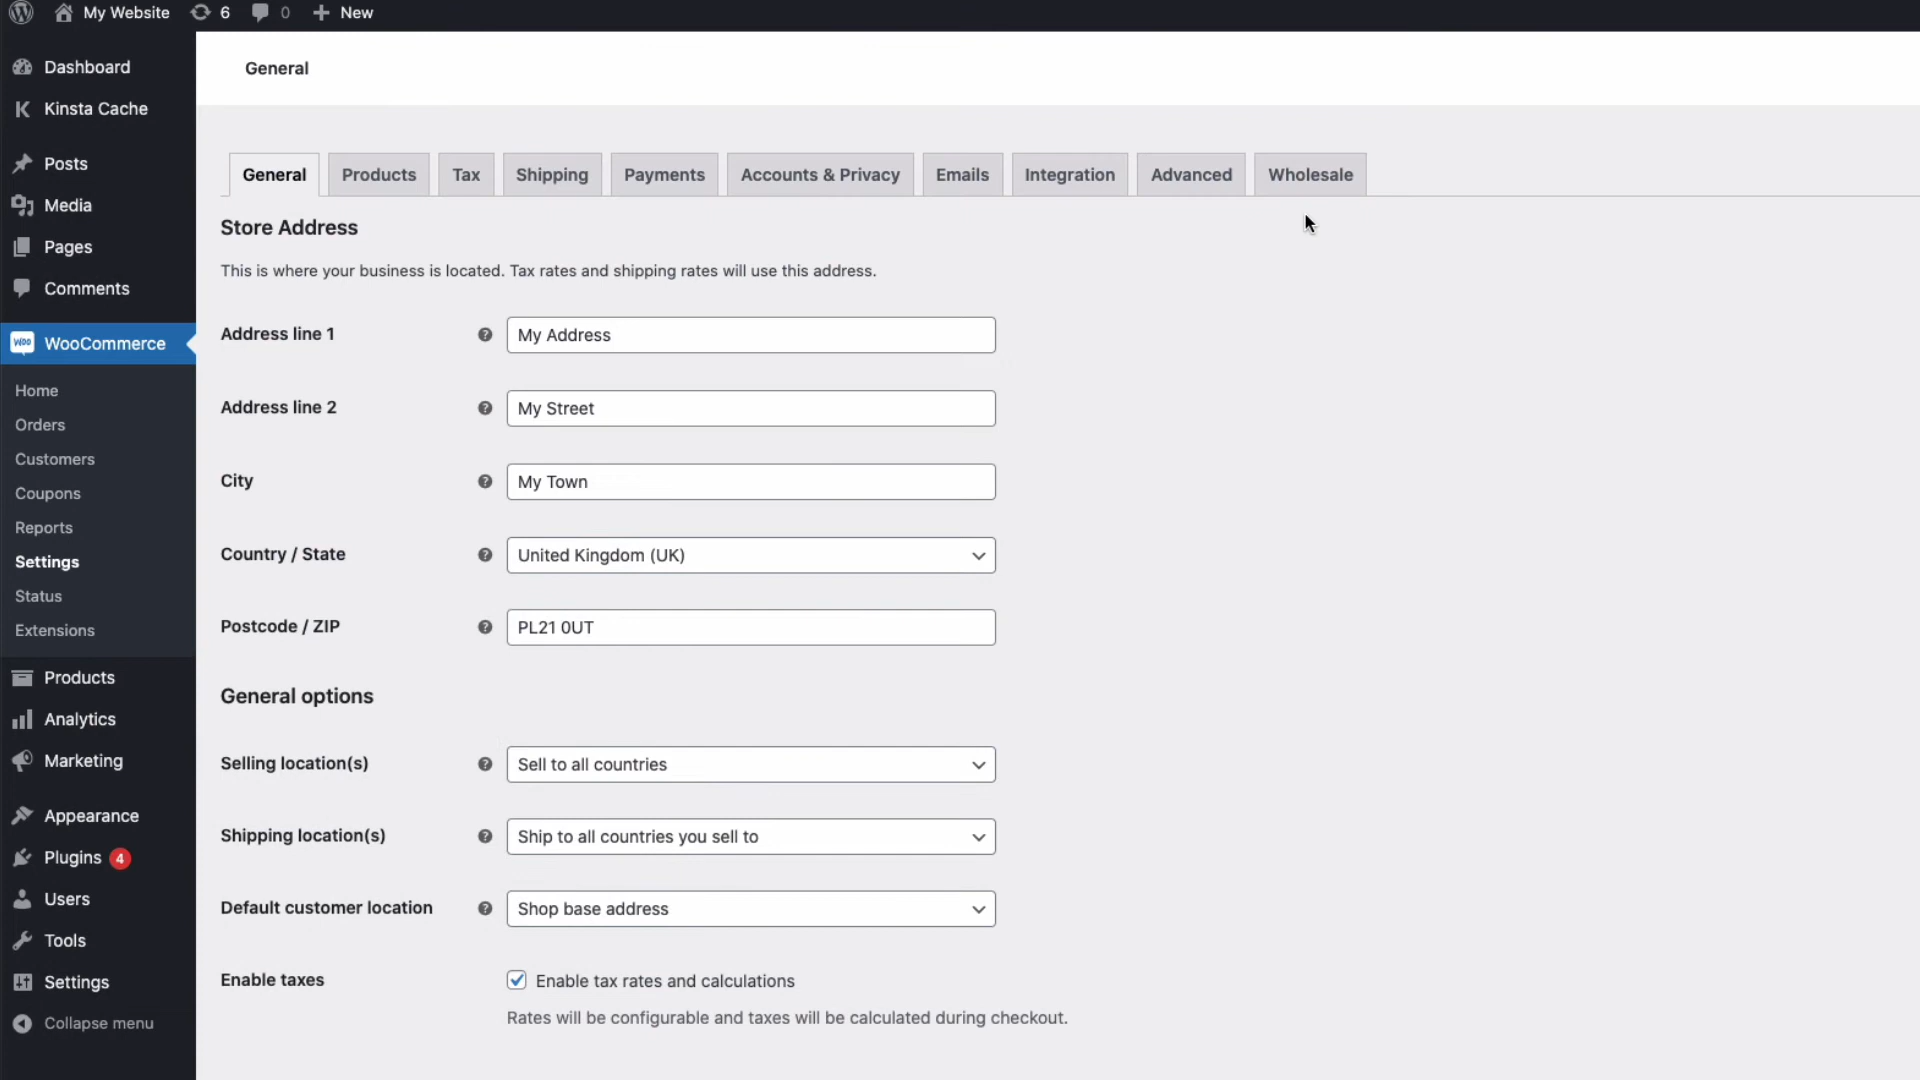 My Website 6 0 New
Dashboard
Kinsta Cache
Posts
Media
Pages
Comments
WOO WooCommerce
Home
Orders
Customers
Coupons
Reports
Settings
Status
Extensions
Products
Analytics
Marketing
Appearance
Plugins 4
Users
Tools
Settings
Collapse menu
General
General Products Tax Shipping Payments Accounts & Privacy Emails Integration Advanced Wholesale
Store Address
This is where your business is located. Tax rates and shipping rates will use this address.
Address line 1 ? My Address
Address line 2 ? My Street
City ? My Town
Country / State ? United Kingdom (UK)
Postcode / ZIP ? PL21 0UT
General options
Selling location(s) ? Sell to all countries
Shipping location(s) ? Ship to all countries you sell to
Default customer location ? Shop base address
Enable taxes Enable tax rates and calculations
Rates will be configurable and taxes will be calculated during checkout.